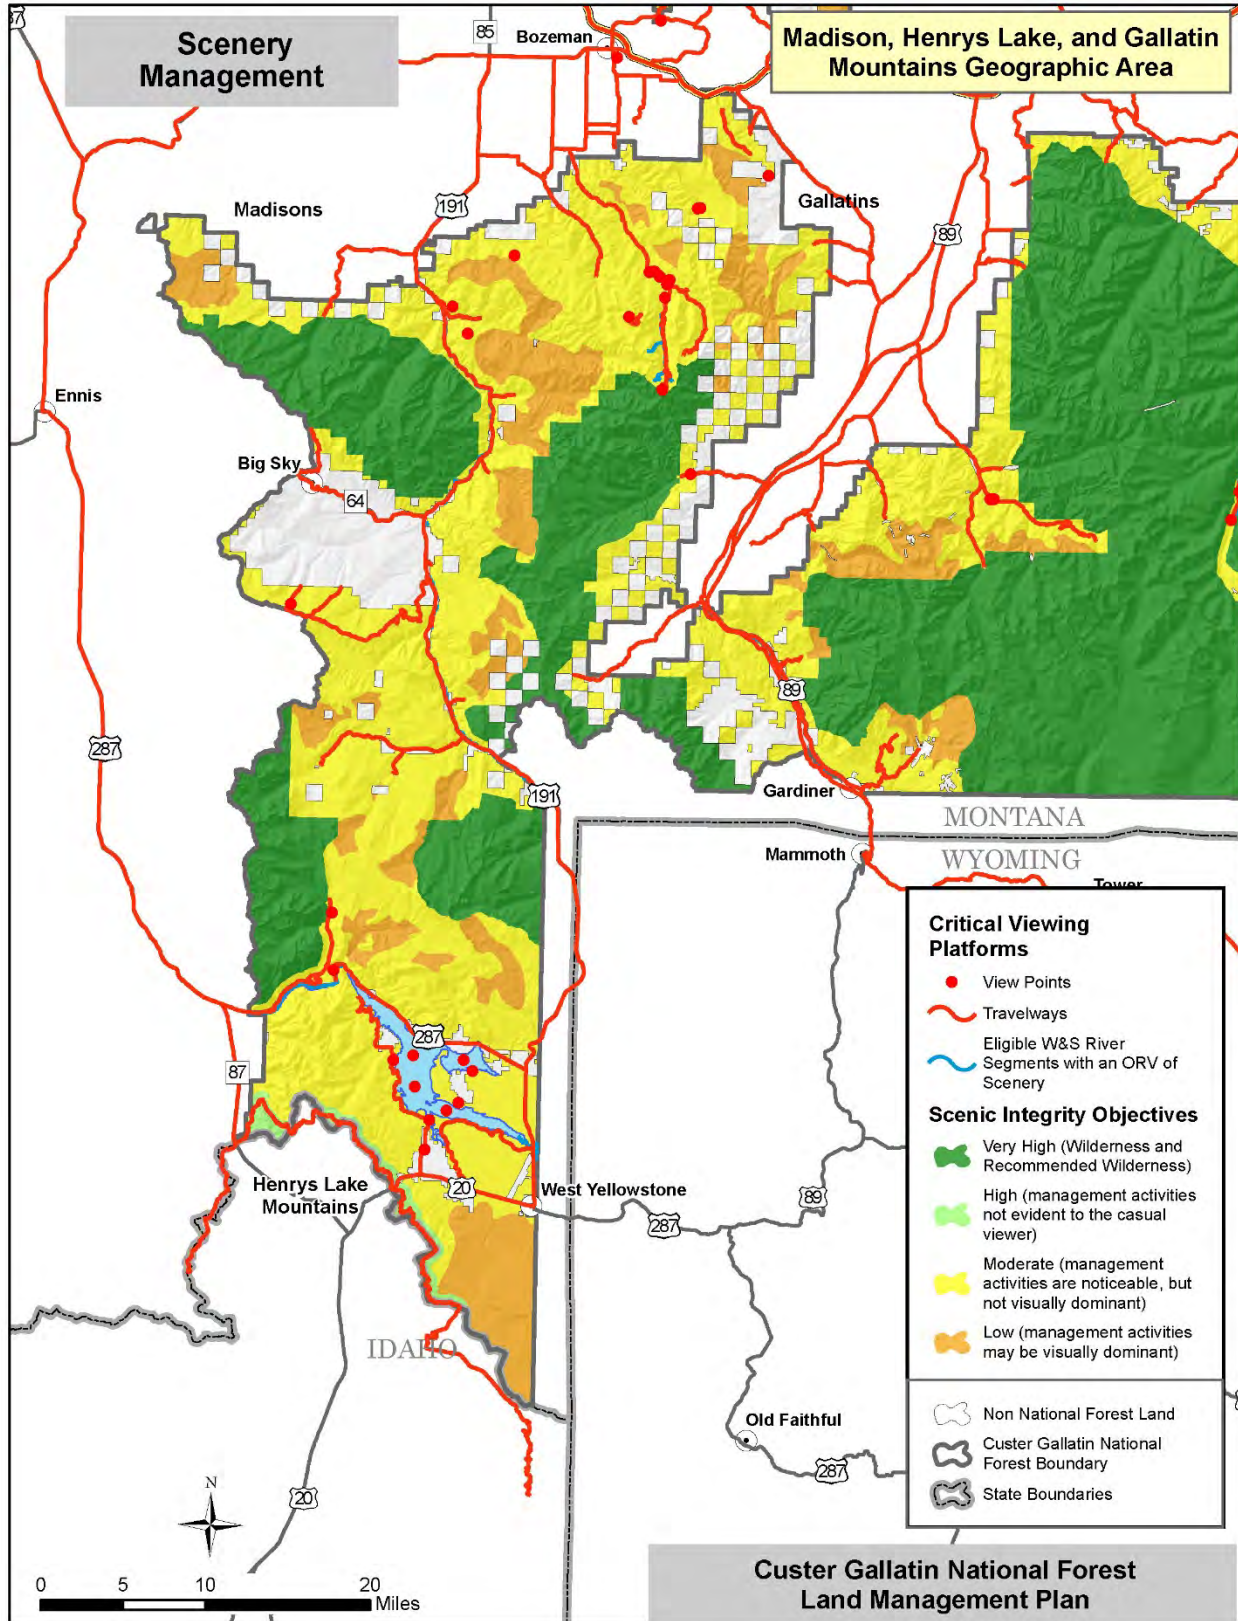 Scenery
Management
Madison, Henrys Lake, and Gallatin
Mountains Geographic Area
85
Bozeman
Madisons
191
Gallatins
89
Ennis
Big Sky
64
287
89
191
Gardiner
MONTANA
WYOMING
Mammoth
Tower
287
87
Henrys Lake
Mountains
20
West Yellowstone
89
287
IDAHO
Old Faithful
287
20
N
0 5 10 20
Miles
Critical Viewing
Platforms
View Points
Travelways
Eligible W&S River
Segments with an ORV of
Scenery
Scenic Integrity Objectives
Very High (Wilderness and
Recommended Wilderness)
High (management activities
not evident to the casual
viewer)
Moderate (management
activities are noticeable, but
not visually dominant)
Low (management activities
may be visually dominant)
Non National Forest Land
Custer Gallatin National
Forest Boundary
State Boundaries
Custer Gallatin National Forest
Land Management Plan